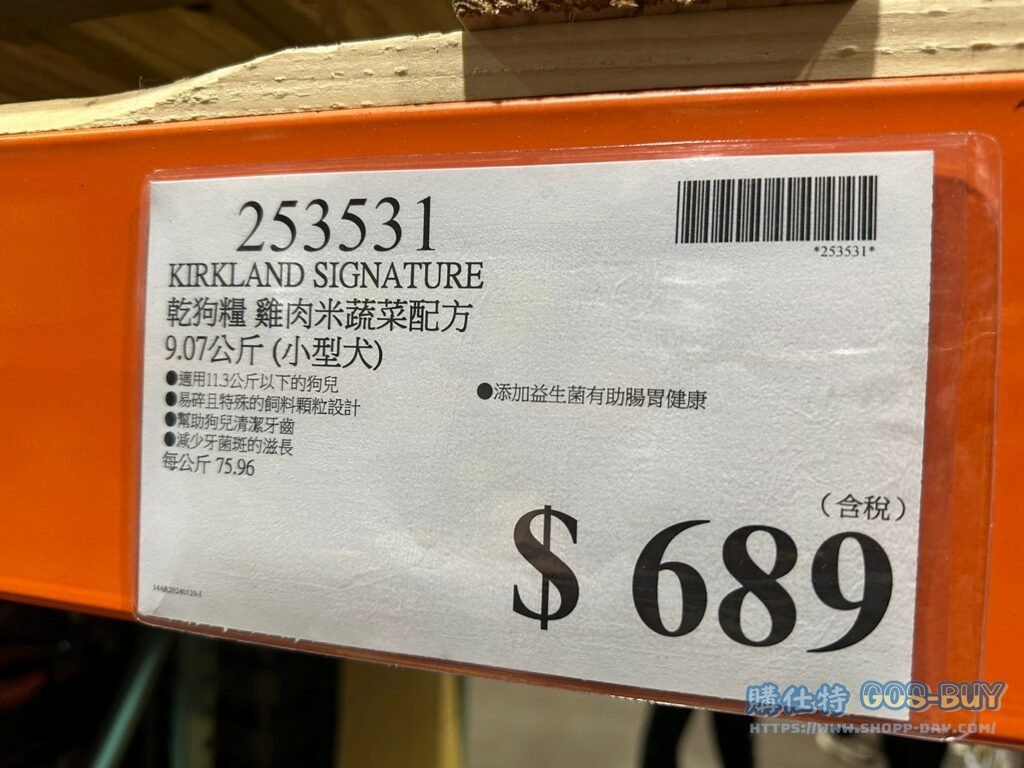 253531
*253531*
KIRKLAND SIGNATURE
乾狗糧 雞肉米蔬菜配方
9.07公斤 (小型犬)
●適用11.3公斤以下的狗兒
●易碎且特殊的飼料顆粒設計
●幫助狗兒清潔牙齒
●減少牙菌斑的滋長
●添加益生菌有助腸胃健康
每公斤 75.96
(含稅)
$ 689
14AR20240129-1
購仕特 GOS-BUY
HTTPS://WWW.SHOPP-DAY.COM/